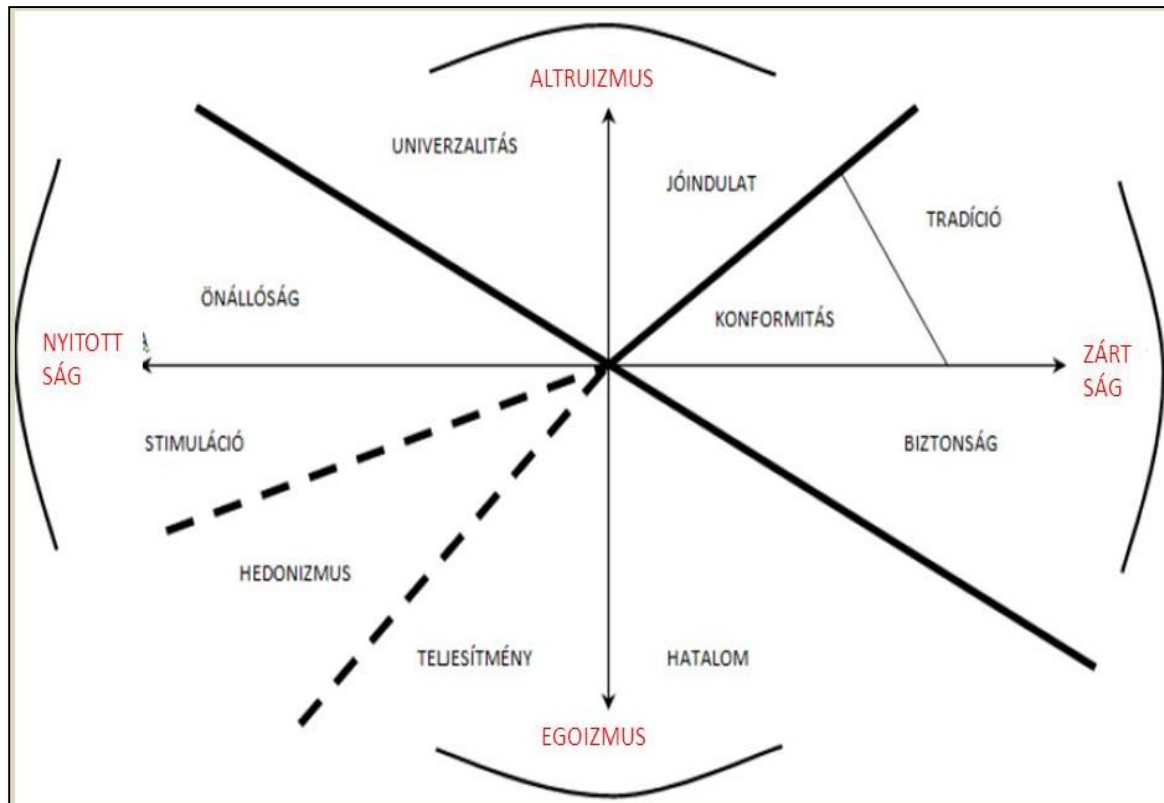 ALTRUIZMUS
UNIVERZALITÁS
JÓINDULAT
TRADÍCIÓ
ÖNÁLLÓSÁG
KONFORMITÁS
NYITOTT
SÁG
ZÁRT
SÁG
STIMULÁCIÓ
BIZTONSÁG
HEDONIZMUS
TELJESÍTMÉNY
HATALOM
EGOIZMUS